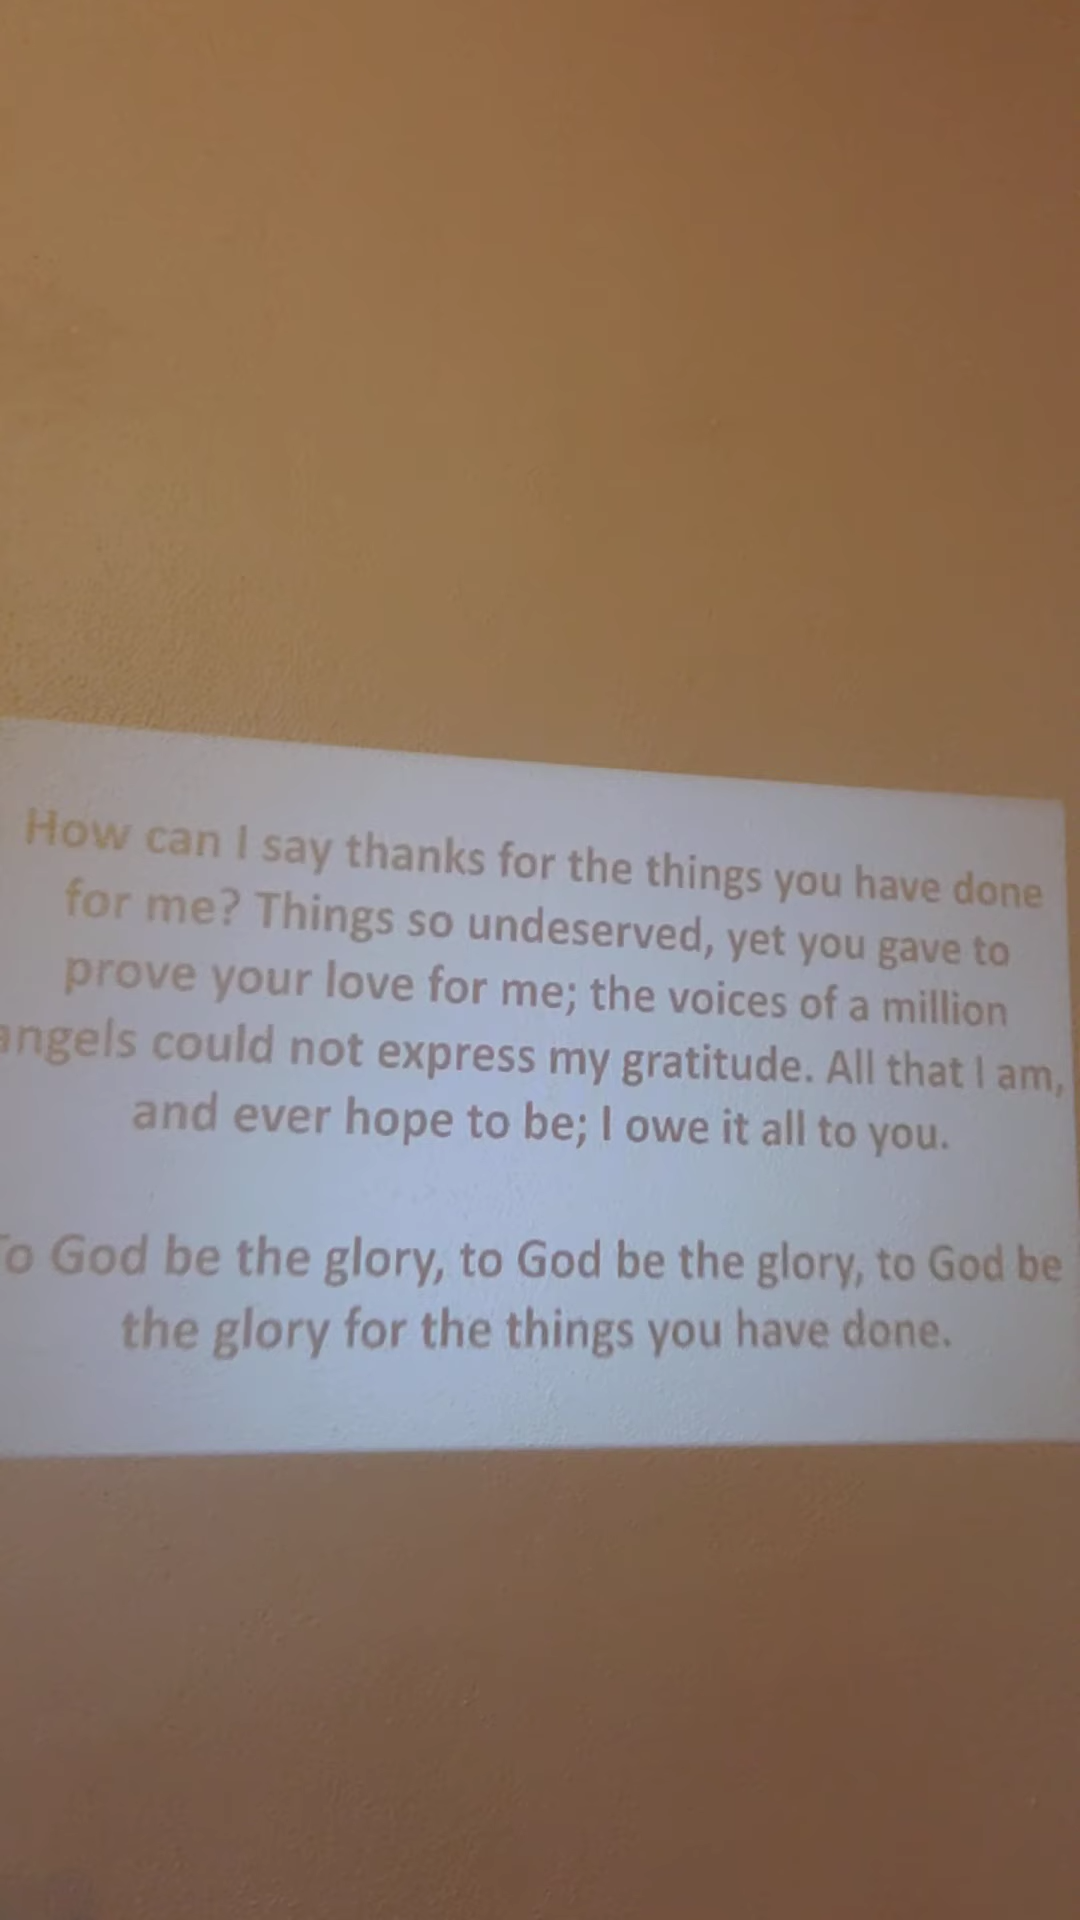 How can I say thanks for the things you have done
for me? Things so undeserved, yet you gave to
prove your love for me; the voices of a million
angels could not express my gratitude. All that I am,
and ever hope to be; I owe it all to you.
To God be the glory, to God be the glory, to God be
the glory for the things you have done.